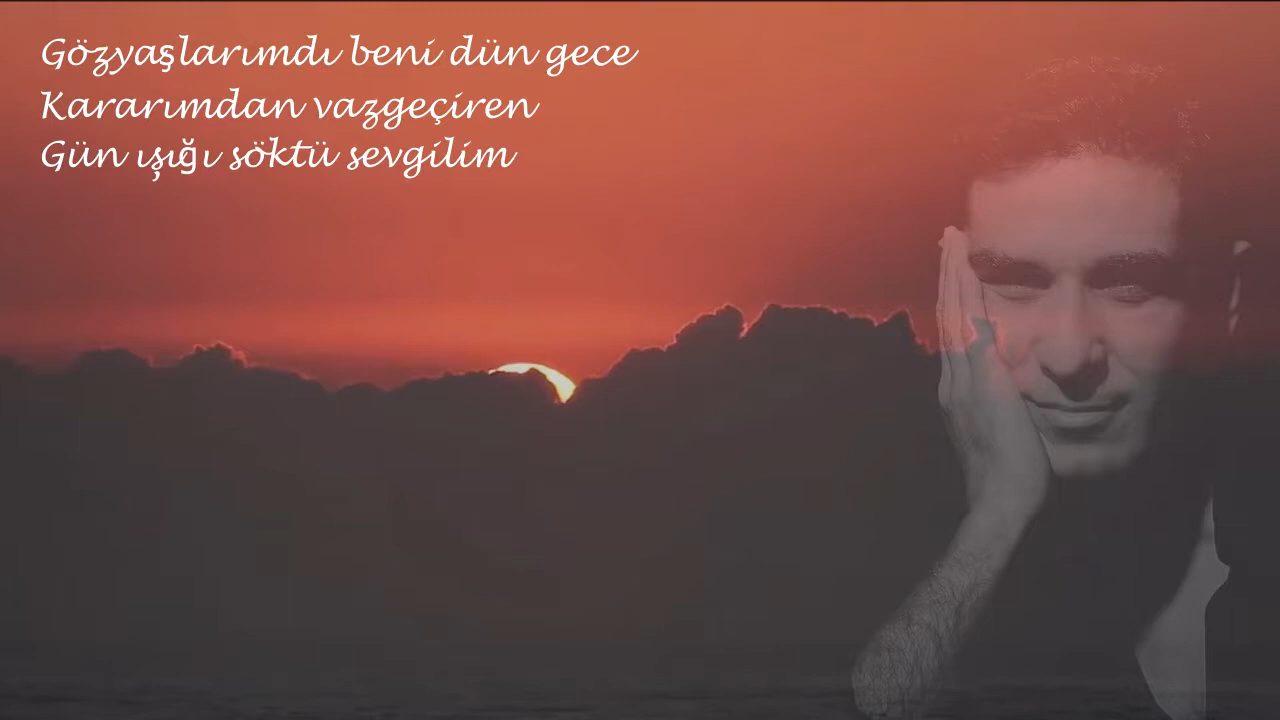 Gözyaşlarımdı beni dün gece
Kararımdan vazgeçiren
Gün ışığı söktü sevgilim